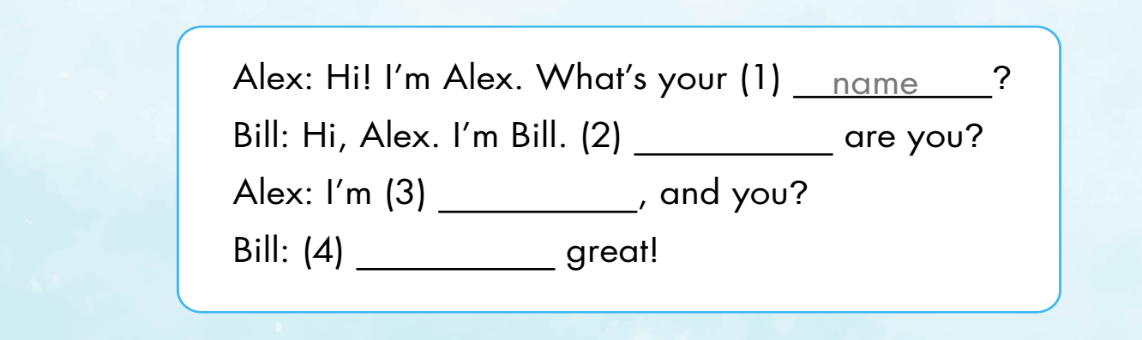 Alex: Hi! I'm Alex. What's your (1) __name__?
Bill: Hi, Alex. I'm Bill. (2) __________ are you?
Alex: I'm (3) __________, and you?
Bill: (4) __________ great!